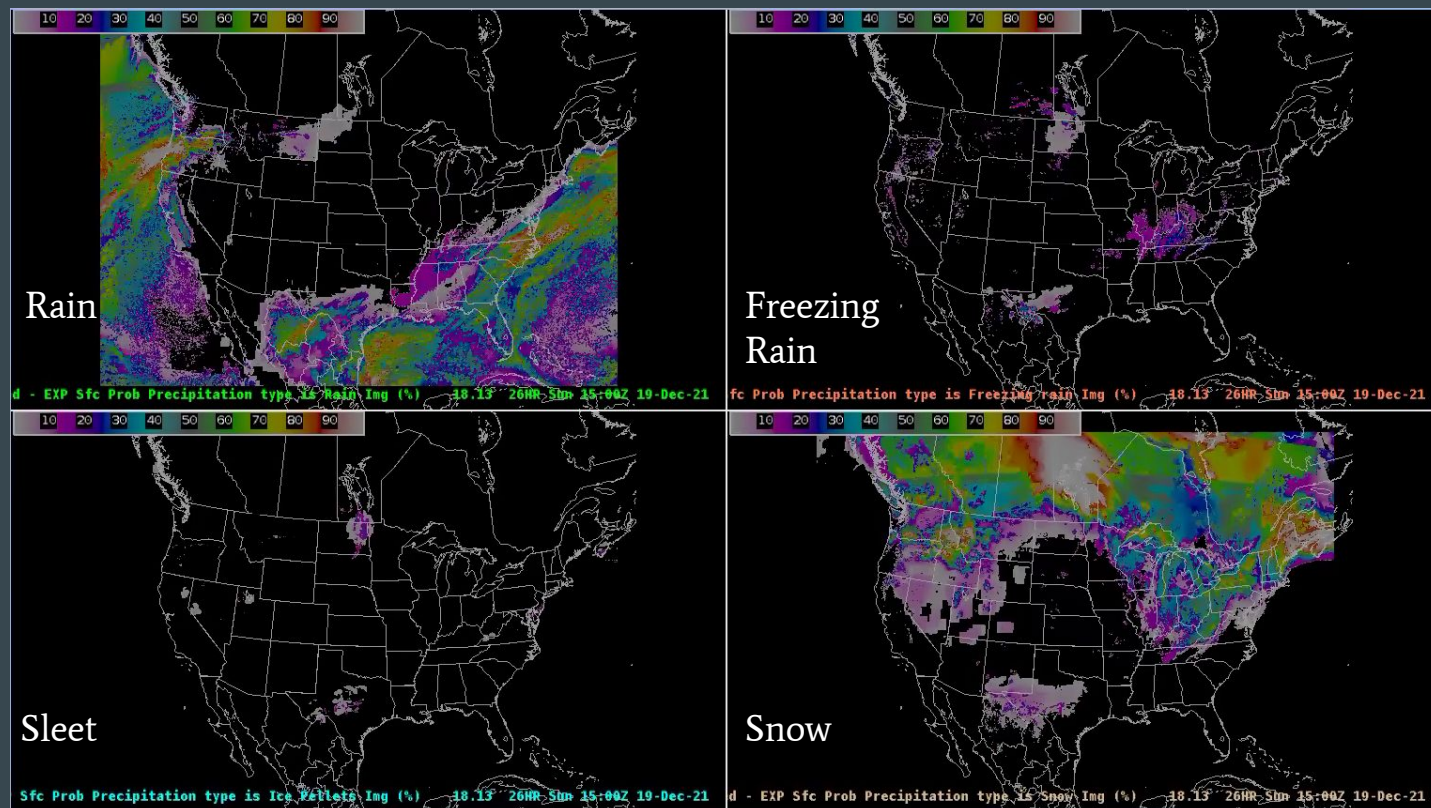 10 20 30 40 50 60 70 80 90
10 20 30 40 50 60 70 80 90
Rain
Freezing
Rain
d - EXP Sfc Prob Precipitation type is Rain Img (%) 18.13 26HR Sun 15:00Z 19-Dec-21
fc Prob Precipitation type is Freezing rain Img (%) 18.13 26HR Sun 15:00Z 19-Dec-21
10 20 30 40 50 60 70 80 90
10 20 30 40 50 60 70 80 90
Sleet
Snow
Sfc Prob Precipitation type is Ice Pellets Img (%) 18.13 26HR Sun 15:00Z 19-Dec-21
d - EXP Sfc Prob Precipitation type is Snow Img (%) 18.13 26HR Sun 15:00Z 19-Dec-21